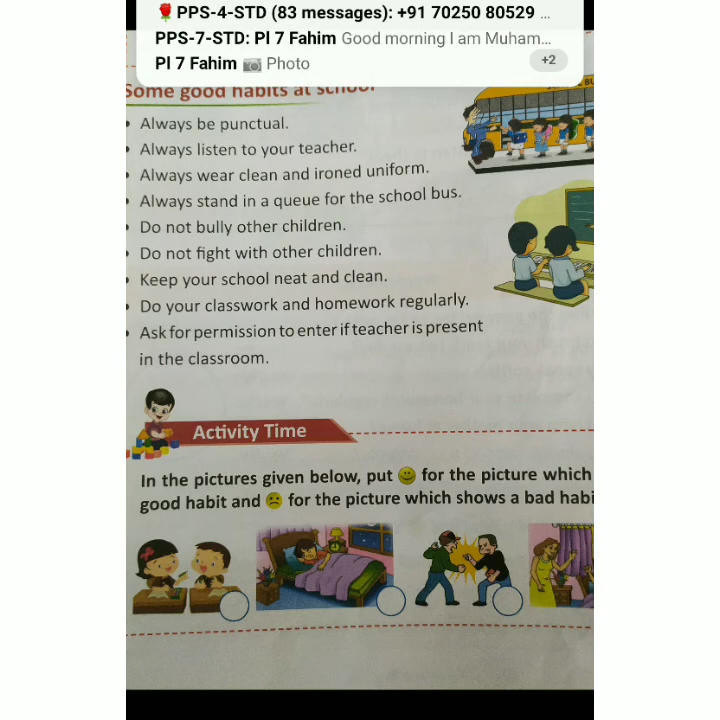 🌹PPS-4-STD (83 messages): +91 70250 80529 ...
PPS-7-STD: Pl 7 Fahim Good morning I am Muham...
Pl 7 Fahim 📷 Photo
+2
Some good habits at school
• Always be punctual.
• Always listen to your teacher.
• Always wear clean and ironed uniform.
• Always stand in a queue for the school bus.
• Do not bully other children.
• Do not fight with other children.
• Keep your school neat and clean.
• Do your classwork and homework regularly.
• Ask for permission to enter if teacher is present
in the classroom.
Activity Time
In the pictures given below, put 🙂 for the picture which
good habit and ☹ for the picture which shows a bad habi